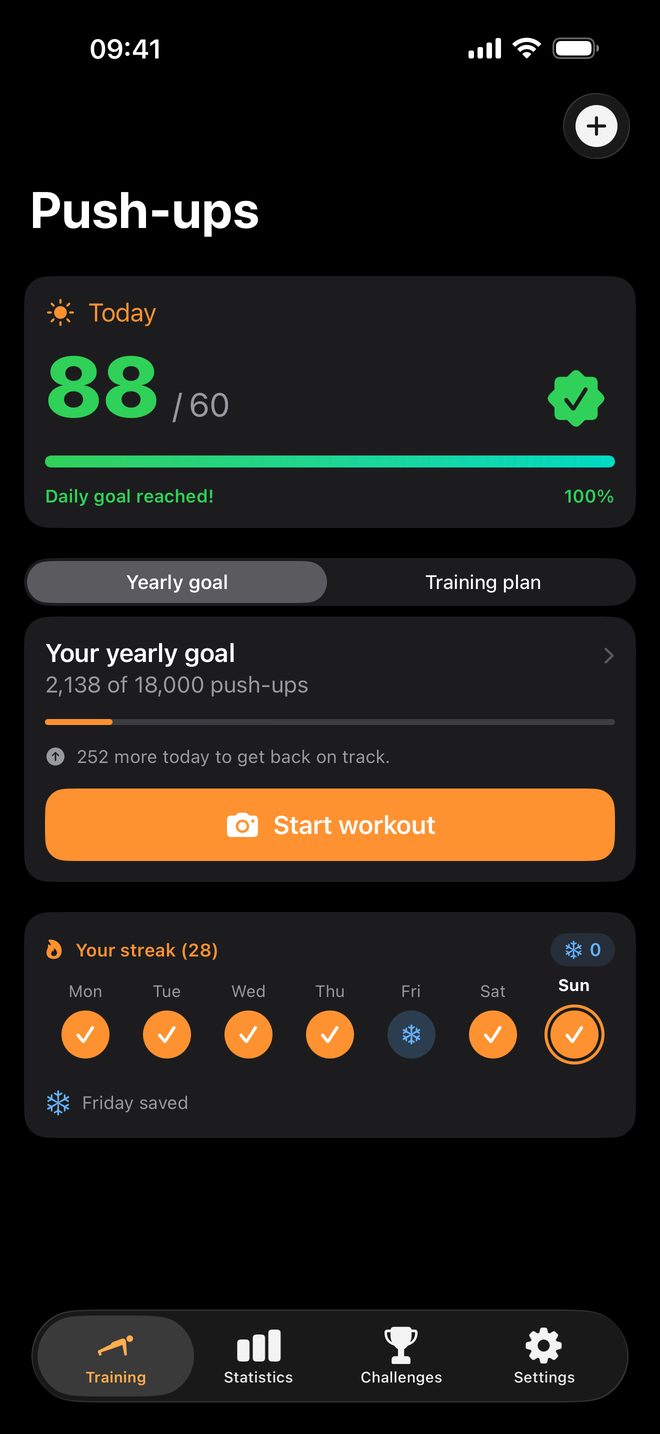 09:41
Push-ups
Today
88 / 60
Daily goal reached! 100%
Yearly goal Training plan
Your yearly goal
2,138 of 18,000 push-ups
252 more today to get back on track.
Start workout
Your streak (28) 0
Mon Tue Wed Thu Fri Sat Sun
Friday saved
Training Statistics Challenges Settings